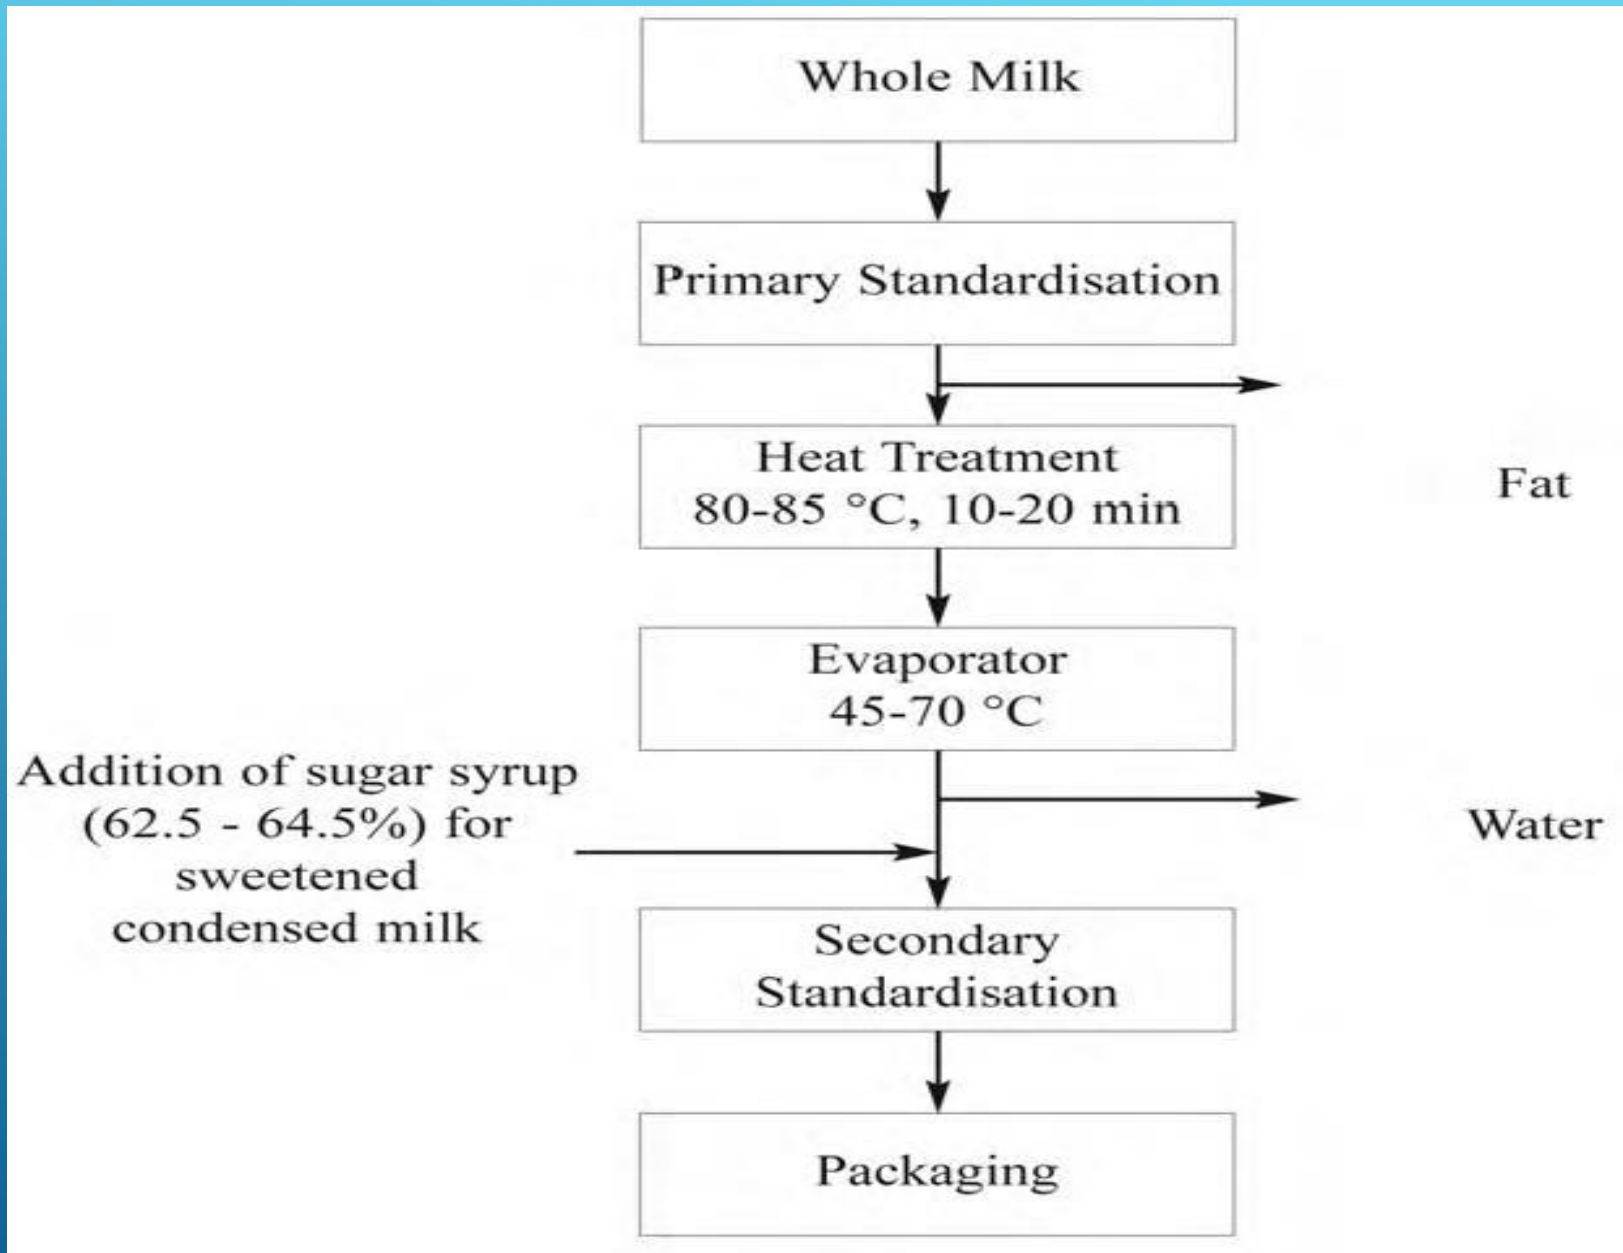 Whole Milk
Primary Standardisation
Heat Treatment
80-85 °C, 10-20 min
Fat
Evaporator
45-70 °C
Addition of sugar syrup
(62.5 - 64.5%) for
sweetened
condensed milk
Water
Secondary
Standardisation
Packaging